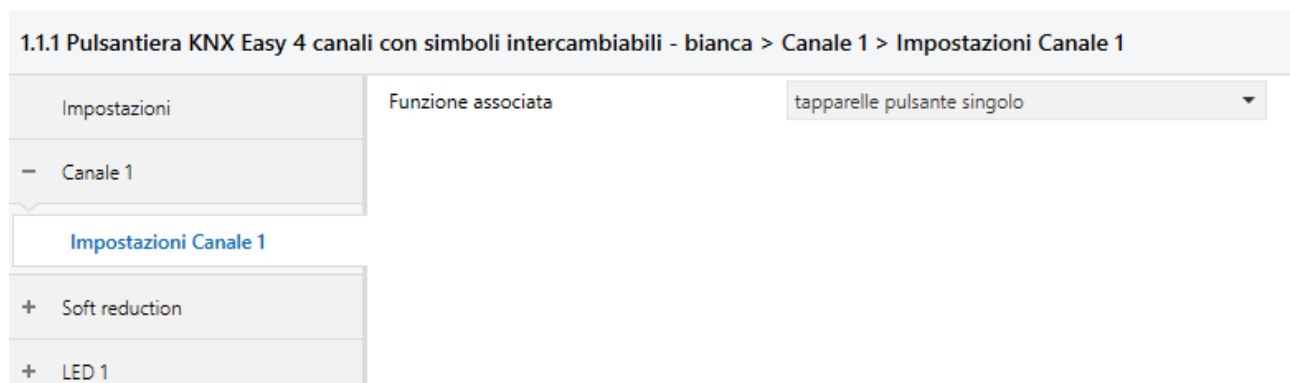 1.1.1 Pulsantiera KNX Easy 4 canali con simboli intercambiabili - bianca > Canale 1 > Impostazioni Canale 1
Impostazioni
Funzione associata
tapparelle pulsante singolo
− Canale 1
Impostazioni Canale 1
+ Soft reduction
+ LED 1